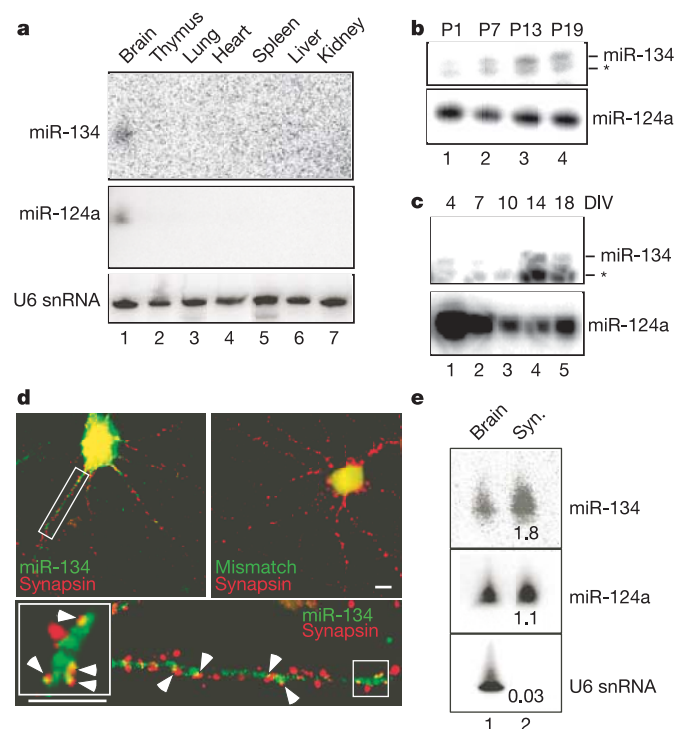 a
Brain Thymus Lung Heart Spleen Liver Kidney
miR-134
miR-124a
U6 snRNA
1 2 3 4 5 6 7
b
P1 P7 P13 P19
miR-134
*
miR-124a
1 2 3 4
c
4 7 10 14 18 DIV
miR-134
*
miR-124a
1 2 3 4 5
d
miR-134
Synapsin
Mismatch
Synapsin
miR-134
Synapsin
e
Brain Syn.
miR-134
1.8
miR-124a
1.1
U6 snRNA
0.03
1 2